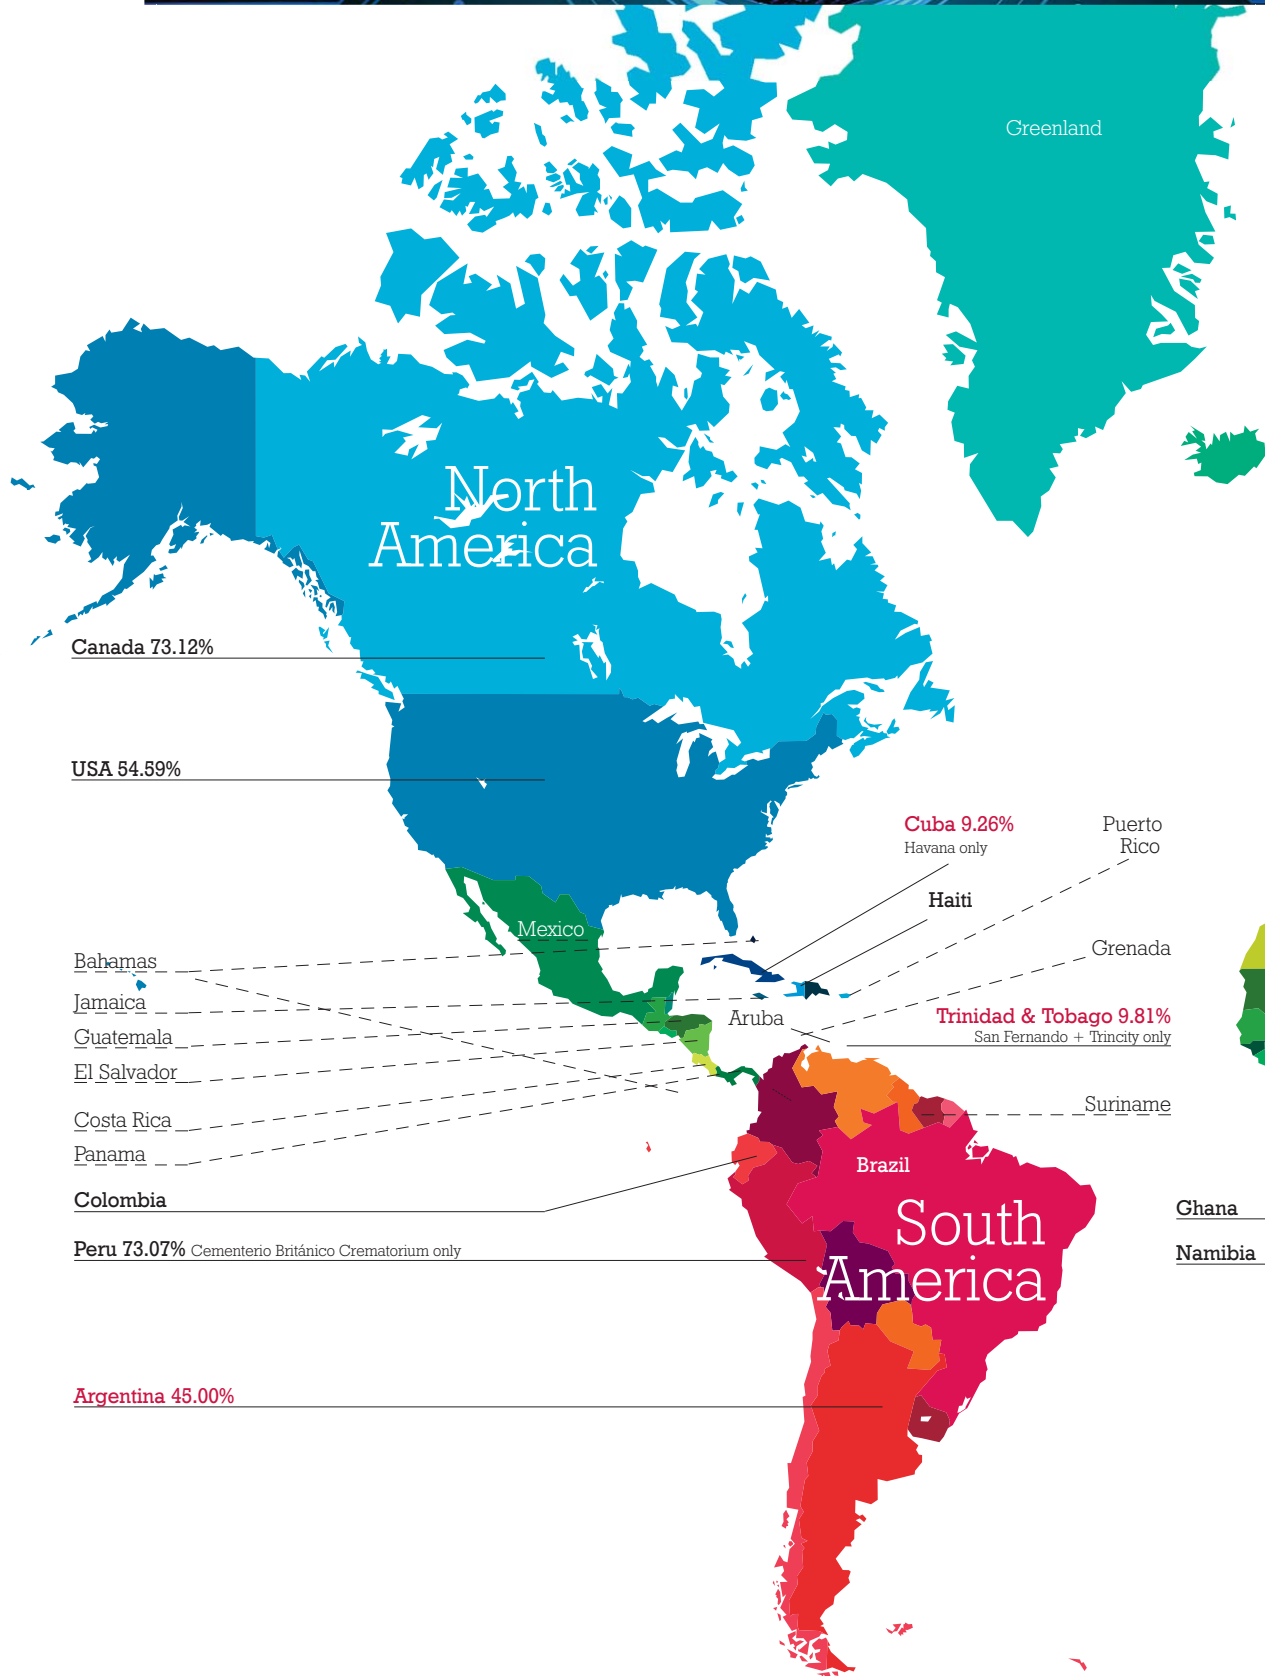 Greenland
North
America
Canada 73.12%
USA 54.59%
Cuba 9.26%
Havana only
Puerto
Rico
Haiti
Mexico
Grenada
Bahamas
Jamaica
Aruba
Trinidad & Tobago 9.81%
San Fernando + Trincity only
Guatemala
El Salvador
Suriname
Costa Rica
Panama
Brazil
Colombia
South
America
Ghana
Peru 73.07% Cementerio Británico Crematorium only
Namibia
Argentina 45.00%